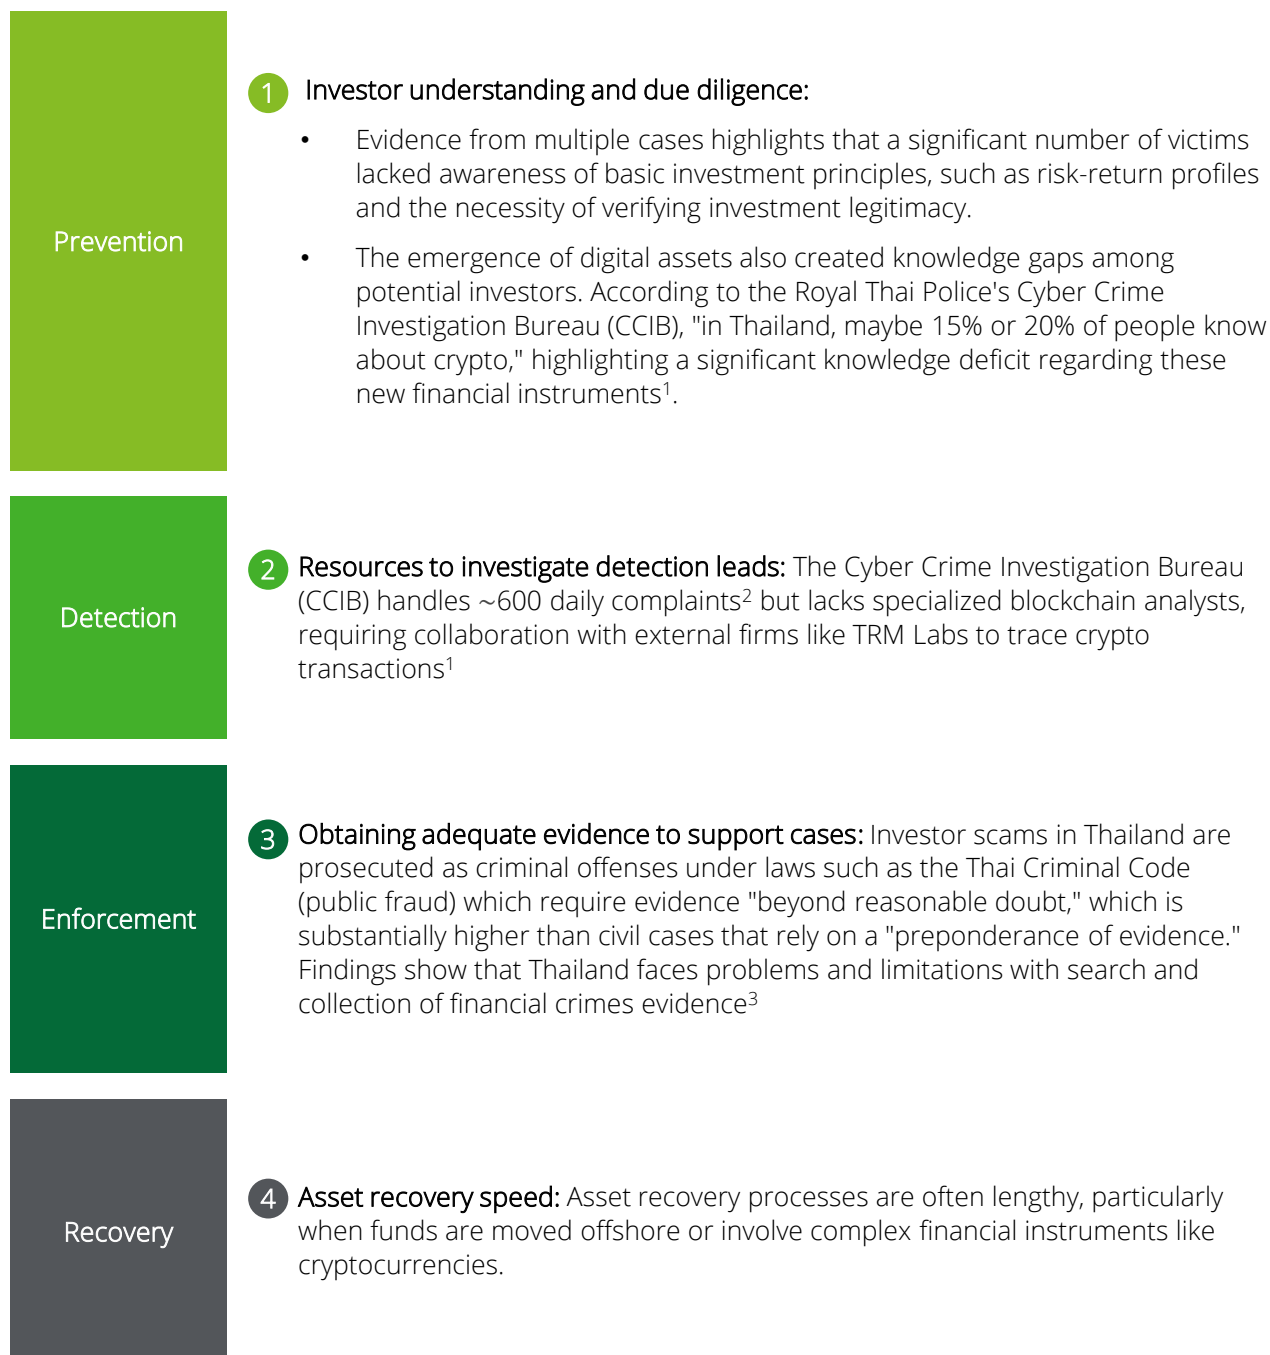 Prevention
1 Investor understanding and due diligence:
• Evidence from multiple cases highlights that a significant number of victims
lacked awareness of basic investment principles, such as risk-return profiles
and the necessity of verifying investment legitimacy.
• The emergence of digital assets also created knowledge gaps among
potential investors. According to the Royal Thai Police's Cyber Crime
Investigation Bureau (CCIB), "in Thailand, maybe 15% or 20% of people know
about crypto," highlighting a significant knowledge deficit regarding these
new financial instruments¹.
Detection
2 Resources to investigate detection leads: The Cyber Crime Investigation Bureau
(CCIB) handles ~600 daily complaints² but lacks specialized blockchain analysts,
requiring collaboration with external firms like TRM Labs to trace crypto
transactions¹
Enforcement
3 Obtaining adequate evidence to support cases: Investor scams in Thailand are
prosecuted as criminal offenses under laws such as the Thai Criminal Code
(public fraud) which require evidence "beyond reasonable doubt," which is
substantially higher than civil cases that rely on a "preponderance of evidence."
Findings show that Thailand faces problems and limitations with search and
collection of financial crimes evidence³
Recovery
4 Asset recovery speed: Asset recovery processes are often lengthy, particularly
when funds are moved offshore or involve complex financial instruments like
cryptocurrencies.